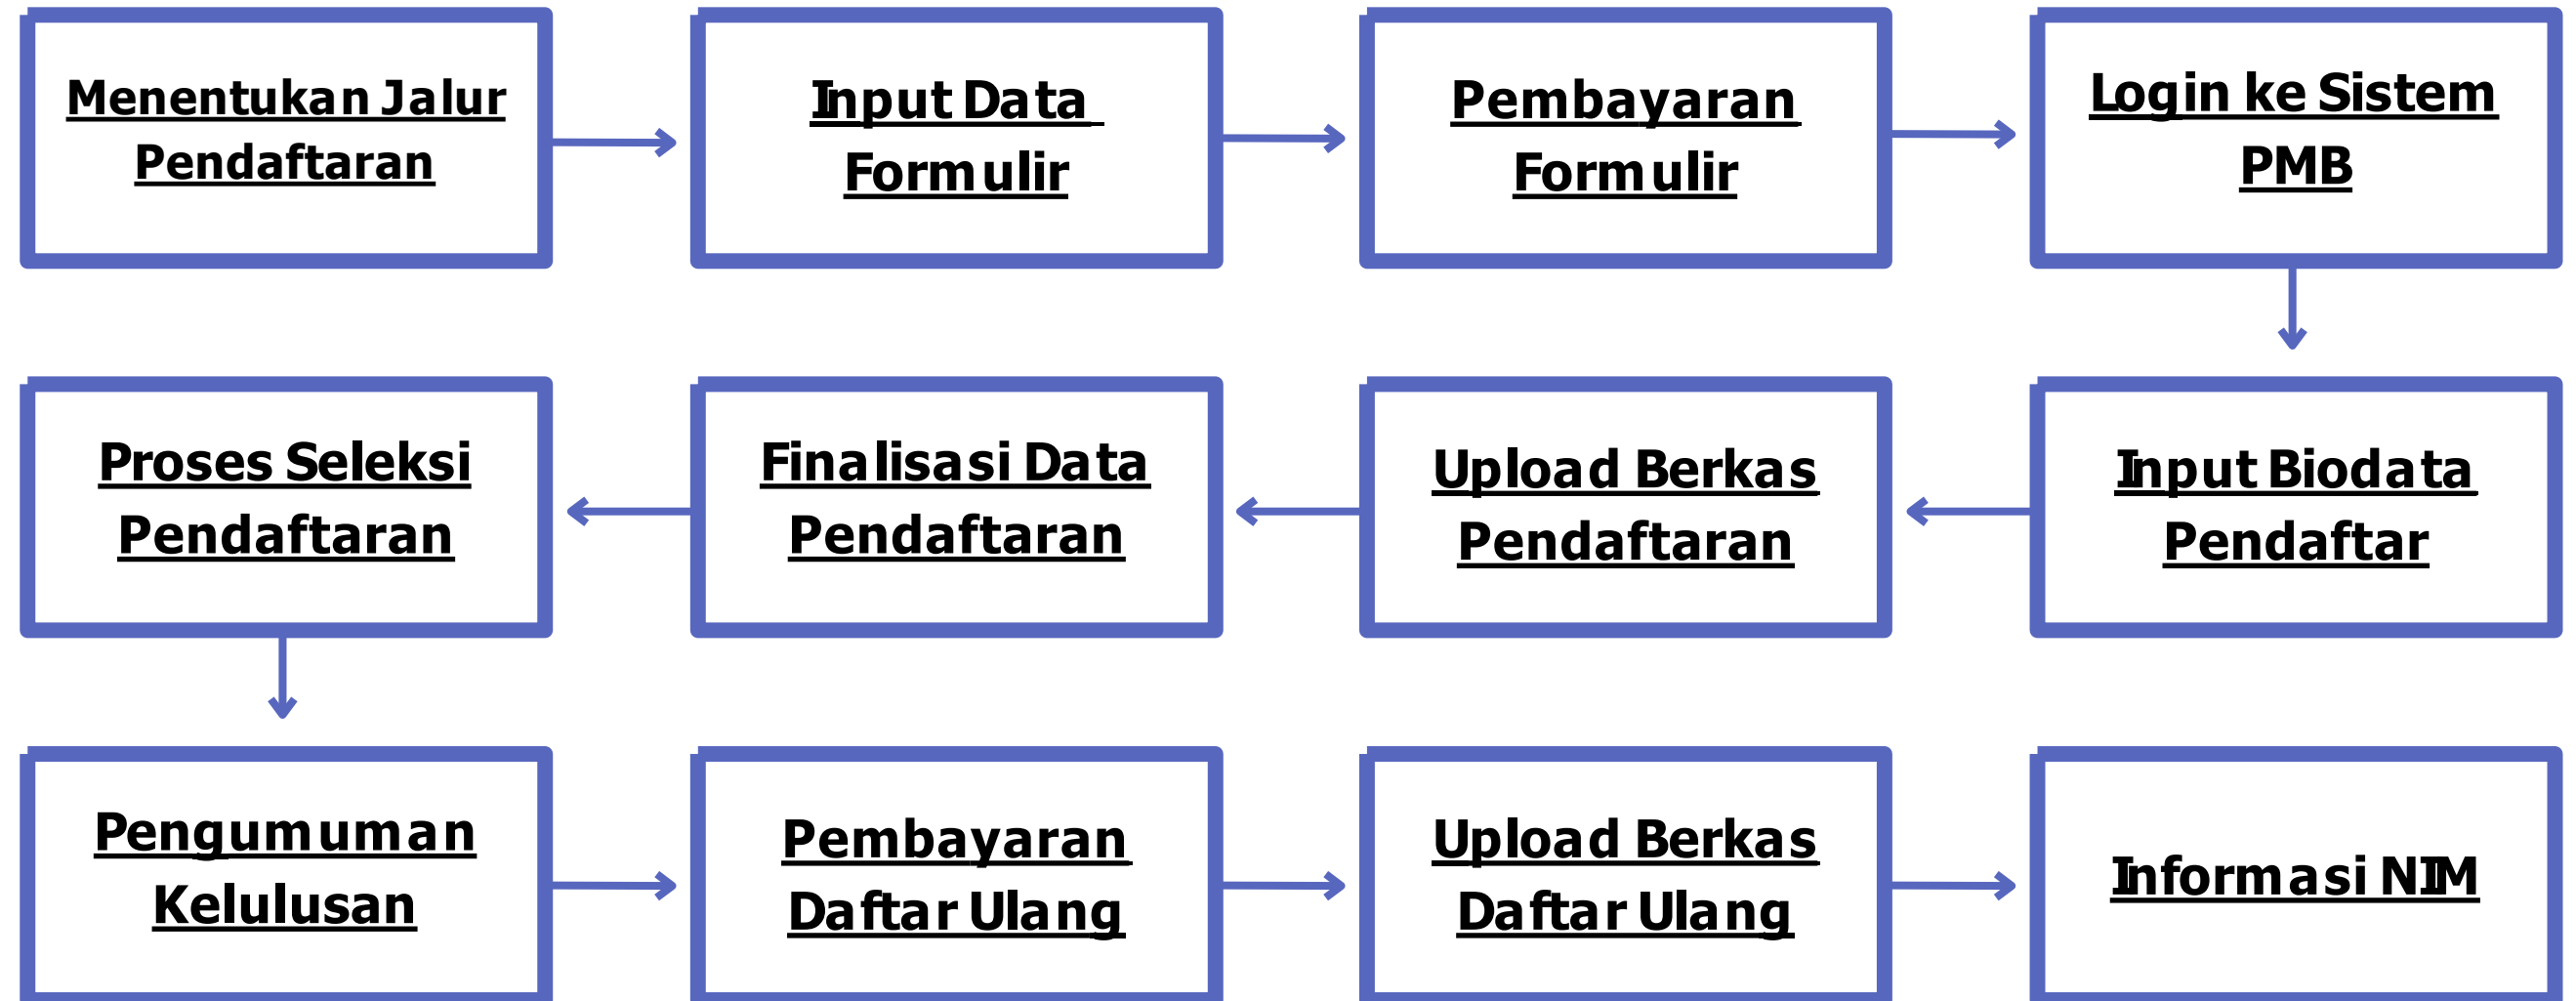 Menentukan Jalur
Pendaftaran
Input Data
Formulir
Pembayaran
Formulir
Login ke Sistem
PMB
Proses Seleksi
Pendaftaran
Finalisasi Data
Pendaftaran
Upload Berkas
Pendaftaran
Input Biodata
Pendaftar
Pengumuman
Kelulusan
Pembayaran
Daftar Ulang
Upload Berkas
Daftar Ulang
Informasi NIM